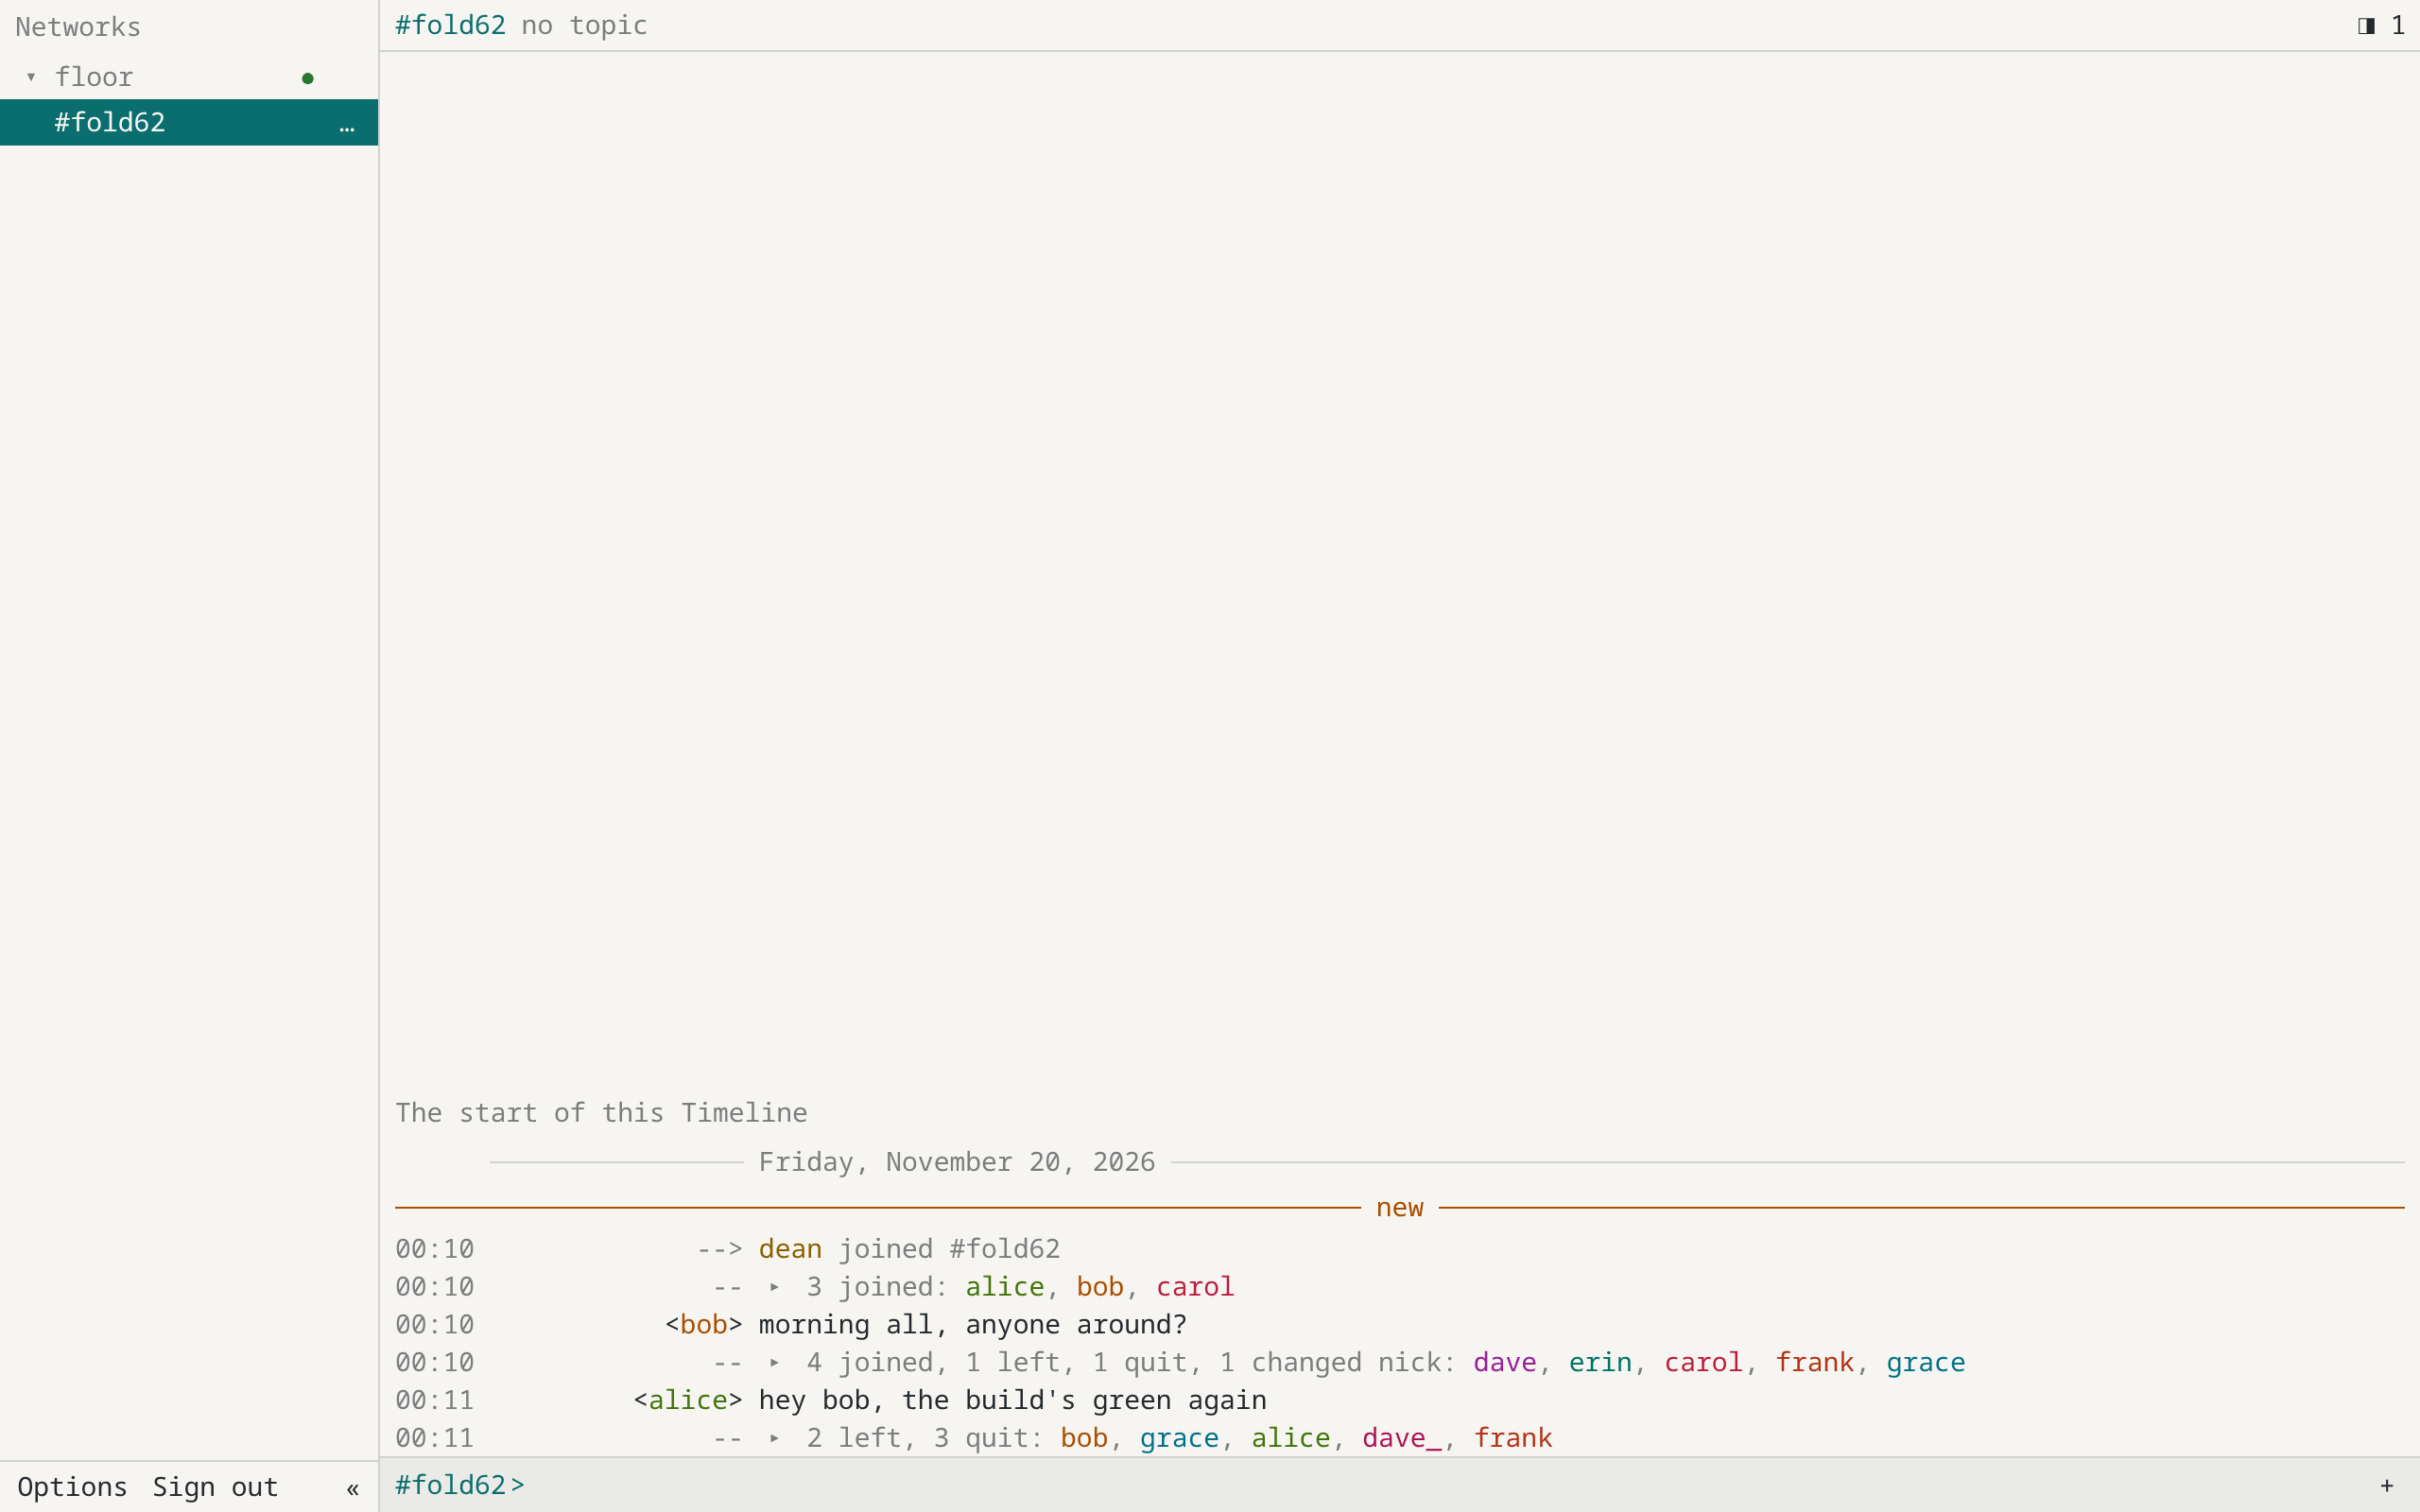 Networks
▾ floor ●
#fold62 …
Options Sign out «
#fold62 no topic ◨ 1
The start of this Timeline
Friday, November 20, 2026
new
00:10 --> dean joined #fold62
00:10 -- ▸ 3 joined: alice, bob, carol
00:10 <bob> morning all, anyone around?
00:10 -- ▸ 4 joined, 1 left, 1 quit, 1 changed nick: dave, erin, carol, frank, grace
00:11 <alice> hey bob, the build's green again
00:11 -- ▸ 2 left, 3 quit: bob, grace, alice, dave_, frank
#fold62> +